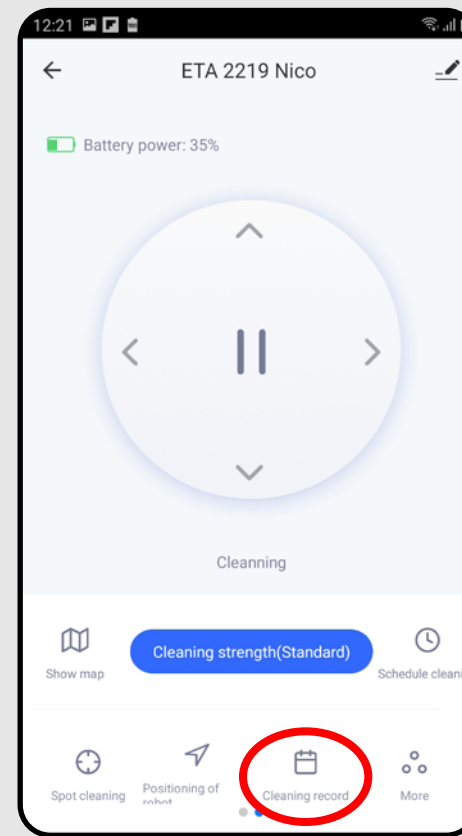 12:21
ETA 2219 Nico
Battery power: 35%
Cleanning
Cleaning strength(Standard)
Show map
Schedule cleani
Spot cleaning
Positioning of
robot
Cleaning record
More